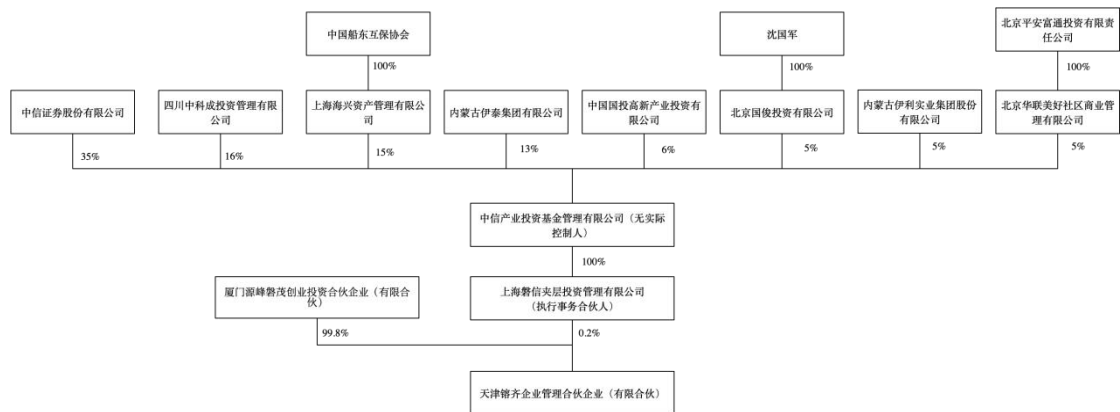 中国船东互保协会
沈国军
北京平安富通投资有限责
任公司
100%
100%
100%
中信证券股份有限公司
四川中科成投资管理有限
公司
上海海兴资产管理有限公
司
内蒙古伊泰集团有限公司
中国国投高新产业投资有
限公司
北京国俊投资有限公司
内蒙古伊利实业集团股份
有限公司
北京华联美好社区商业管
理有限公司
35%
16%
15%
13%
6%
5%
5%
5%
中信产业投资基金管理有限公司（无实际
控制人）
100%
厦门源峰磐茂创业投资合伙企业（有限合
伙）
上海磐信夹层投资管理有限公司
（执行事务合伙人）
99.8%
0.2%
天津镕齐企业管理合伙企业（有限合伙）